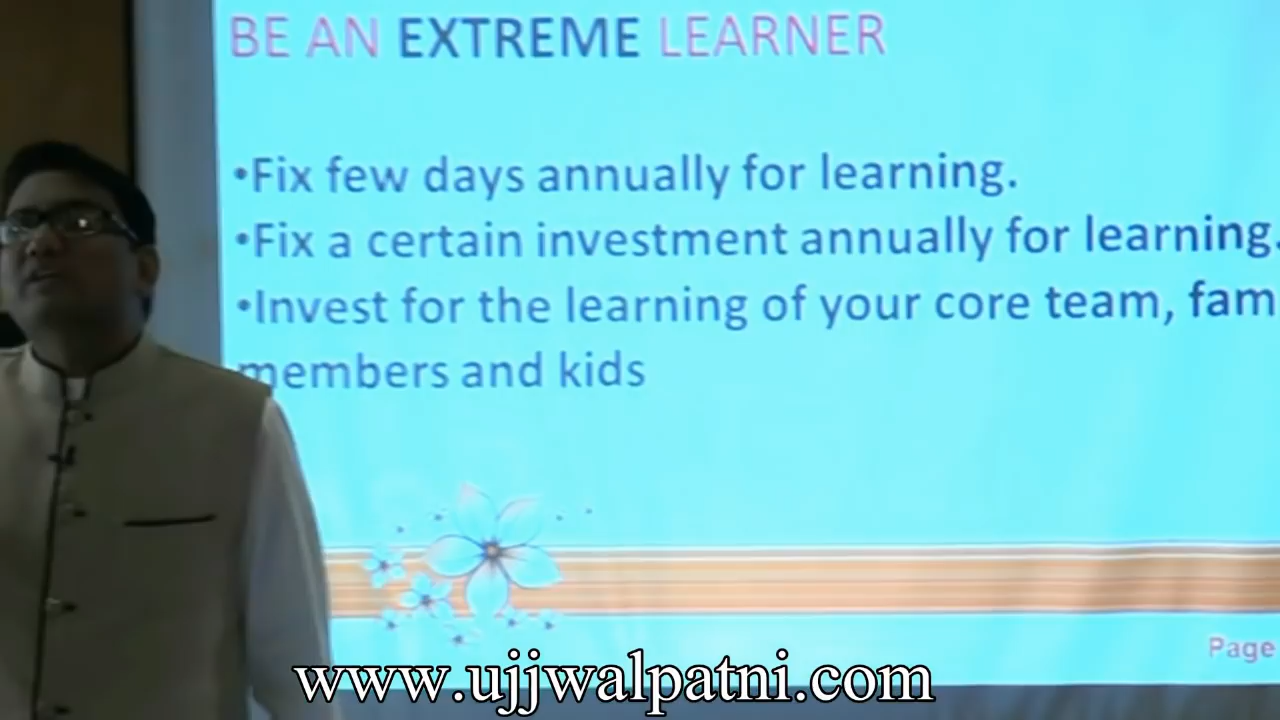 BE AN EXTREME LEARNER
•Fix few days annually for learning.
•Fix a certain investment annually for learning.
•Invest for the learning of your core team, fam
members and kids
Page
www.ujjwalpatni.com